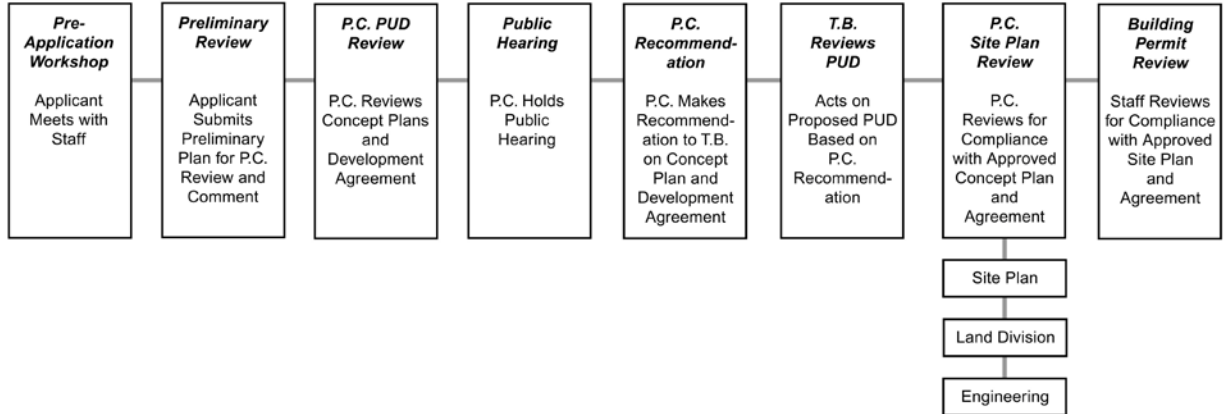 Pre-
Application
Workshop
Applicant
Meets with
Staff
Preliminary
Review
Applicant
Submits
Preliminary
Plan for P.C.
Review and
Comment
P.C. PUD
Review
P.C. Reviews
Concept Plans
and
Development
Agreement
Public
Hearing
P.C. Holds
Public
Hearing
P.C.
Recommend-
ation
P.C. Makes
Recommend-
ation to T.B.
on Concept
Plan and
Development
Agreement
T.B.
Reviews
PUD
Acts on
Proposed PUD
Based on
P.C.
Recommend-
ation
P.C.
Site Plan
Review
P.C.
Reviews for
Compliance
with Approved
Concept Plan
and
Agreement
Building
Permit
Review
Staff Reviews
for Compliance
with Approved
Site Plan
and
Agreement
Site Plan
Land Division
Engineering